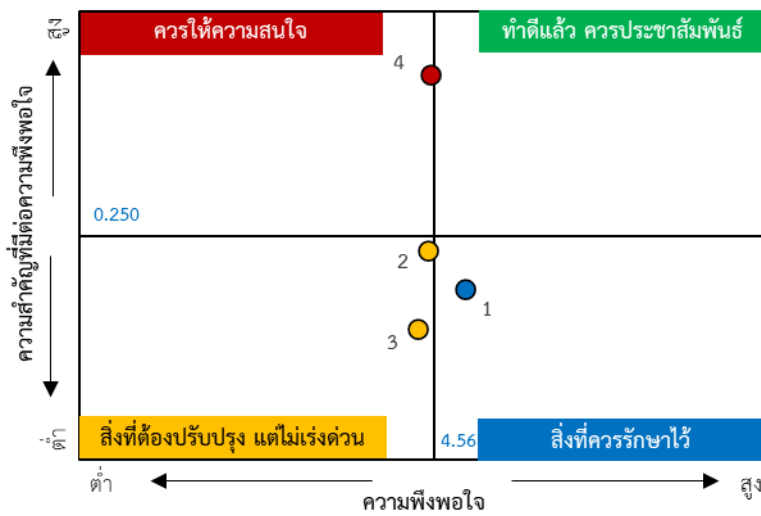 สูง
ควรให้ความสนใจ
ทำดีแล้ว ควรประชาสัมพันธ์
4
ความสำคัญที่มีต่อความพึงพอใจ
0.250
2
1
3
ต่ำ
สิ่งที่ต้องปรับปรุง แต่ไม่เร่งด่วน
4.56
สิ่งที่ควรรักษาไว้
ต่ำ
ความพึงพอใจ
สูง